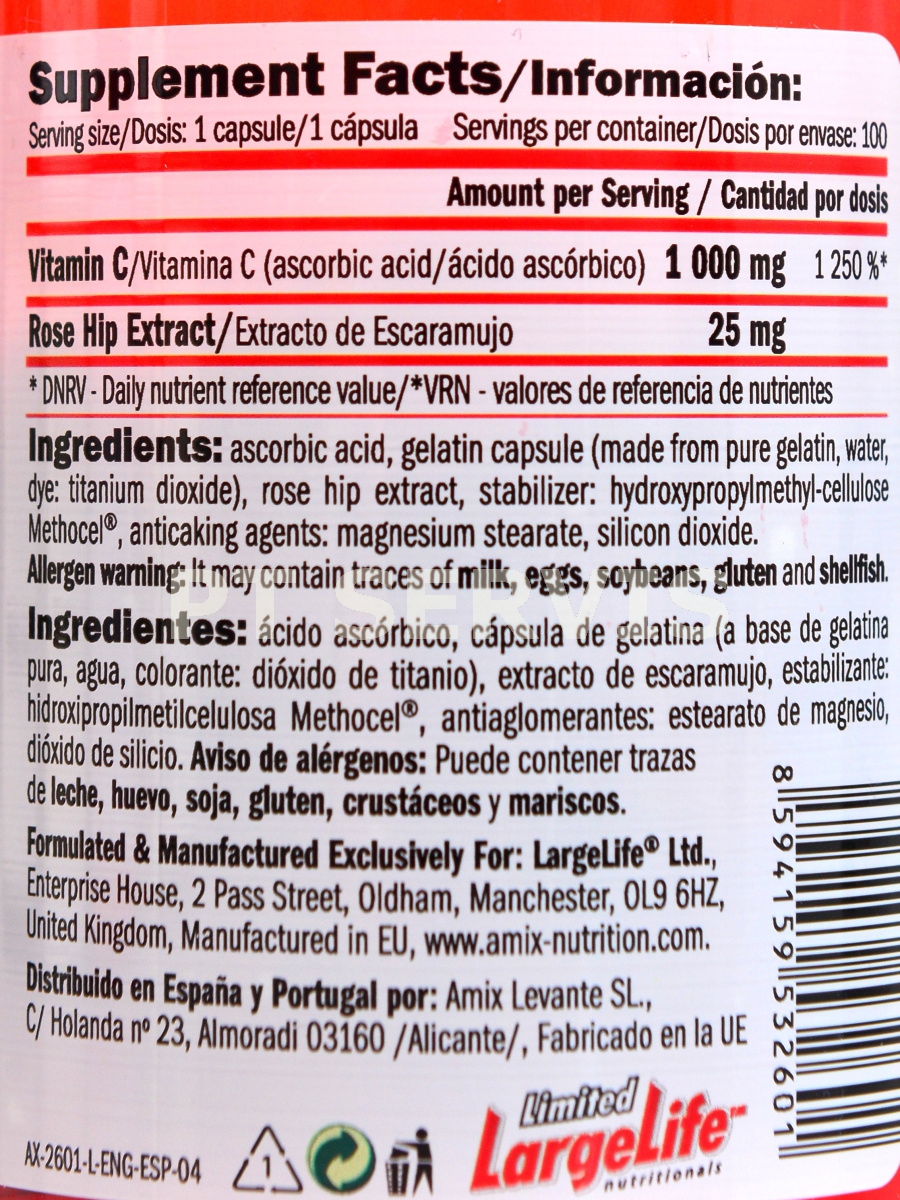 Supplement Facts/Información:
Serving size/Dosis: 1 capsule/1 cápsula Servings per container/Dosis por envase: 100
Amount per Serving / Cantidad por dosis
Vitamin C/Vitamina C (ascorbic acid/ácido ascórbico) 1 000 mg 1 250 %*
Rose Hip Extract/Extracto de Escaramujo 25 mg
* DNRV - Daily nutrient reference value/*VRN - valores de referencia de nutrientes
Ingredients: ascorbic acid, gelatin capsule (made from pure gelatin, water,
dye: titanium dioxide), rose hip extract, stabilizer: hydroxypropylmethyl-cellulose
Methocel®, anticaking agents: magnesium stearate, silicon dioxide.
Allergen warning: It may contain traces of milk, eggs, soybeans, gluten and shellfish.
PT SERVIS
Ingredientes: ácido ascórbico, cápsula de gelatina (a base de gelatina
pura, agua, colorante: dióxido de titanio), extracto de escaramujo, estabilizante:
hidroxipropilmetilcelulosa Methocel®, antiaglomerantes: estearato de magnesio,
dióxido de silicio. Aviso de alérgenos: Puede contener trazas
de leche, huevo, soja, gluten, crustáceos y mariscos.
Formulated & Manufactured Exclusively For: LargeLife® Ltd.,
Enterprise House, 2 Pass Street, Oldham, Manchester, OL9 6HZ,
United Kingdom, Manufactured in EU, www.amix-nutrition.com.
Distribuido en España y Portugal por: Amix Levante SL.,
C/ Holanda nº 23, Almoradi 03160 /Alicante/, Fabricado en la UE
8 594159 532601
AX-2601-L-ENG-ESP-04
1
Limited
LargeLife™
nutritionals